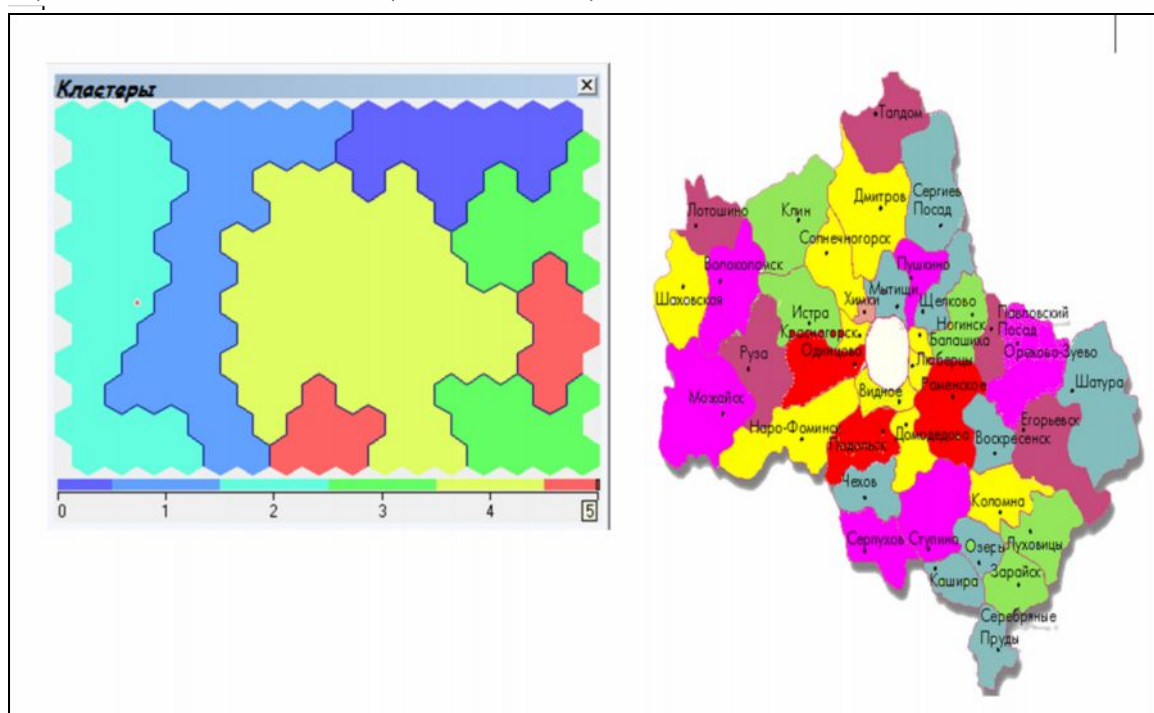 Кластеры
0 1 2 3 4 5
Талдом
Дмитров
Сергиев
Посад
Лотошино
Клин
Солнечногорск
Волоколамск
Пушкино
Шаховская
Химки
Мытищи
Щелково
Истра
Ногинск
Павловский
Посад
Красногорск
Балашиха
Руза
Одинцово
Люберцы
Орехово-Зуево
Шатура
Можайск
Видное
Раменское
Наро-Фоминск
Подольск
Домодедово
Воскресенск
Егорьевск
Чехов
Коломна
Серпухов
Ступино
Озеры
Луховицы
Кашира
Зарайск
Серебряные
Пруды